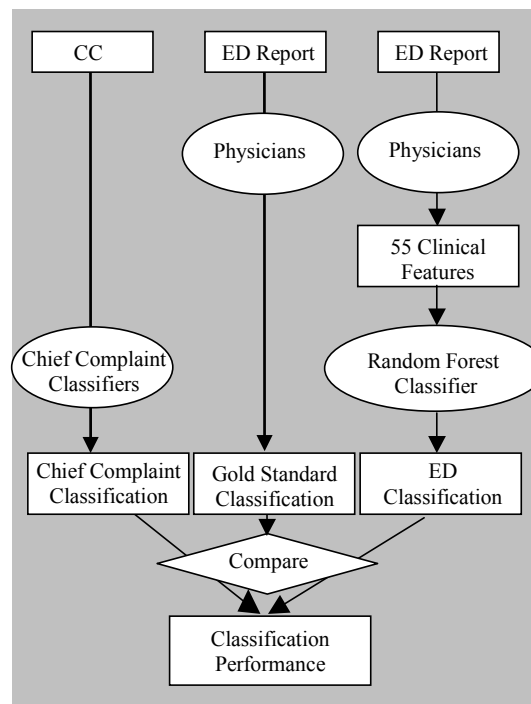 CC
ED Report
ED Report
Physicians
Physicians
55 Clinical
Features
Chief Complaint
Classifiers
Random Forest
Classifier
Chief Complaint
Classification
Gold Standard
Classification
ED
Classification
Compare
Classification
Performance